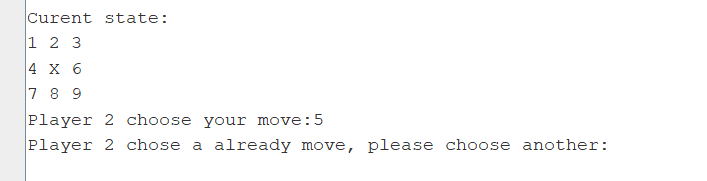 Curent state:
1 2 3
4 X 6
7 8 9
Player 2 choose your move:5
Player 2 chose a already move, please choose another: